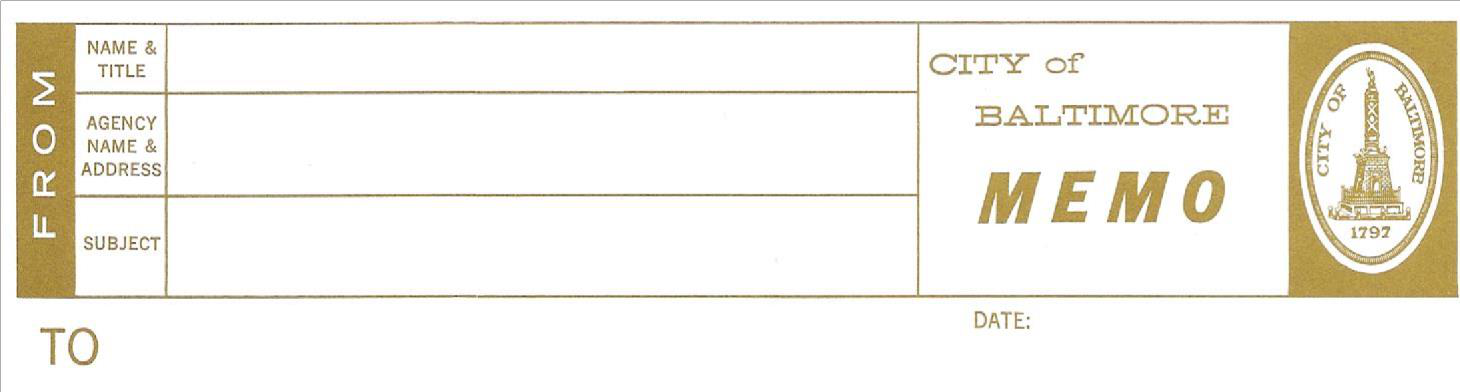 FROM
NAME &
TITLE
AGENCY
NAME &
ADDRESS
SUBJECT
CITY of
BALTIMORE
MEMO
CITY OF BALTIMORE
1797
TO
DATE: